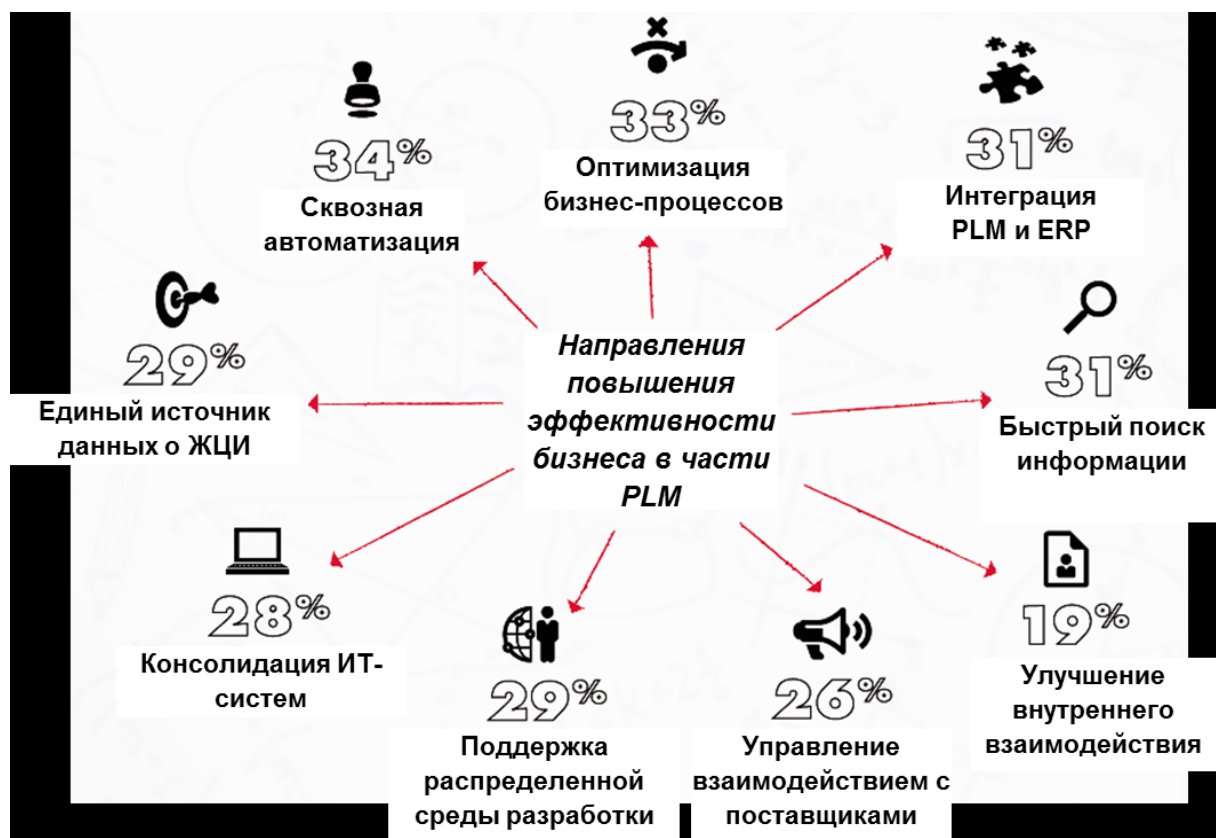 33%
Оптимизация
бизнес-процессов
34%
Сквозная
автоматизация
31%
Интеграция
PLM и ERP
29%
Единый источник
данных о ЖЦИ
Направления
повышения
эффективности
бизнеса в части
PLM
31%
Быстрый поиск
информации
28%
Консолидация ИТ-
систем
29%
Поддержка
распределенной
среды разработки
26%
Управление
взаимодействием с
поставщиками
19%
Улучшение
внутреннего
взаимодействия